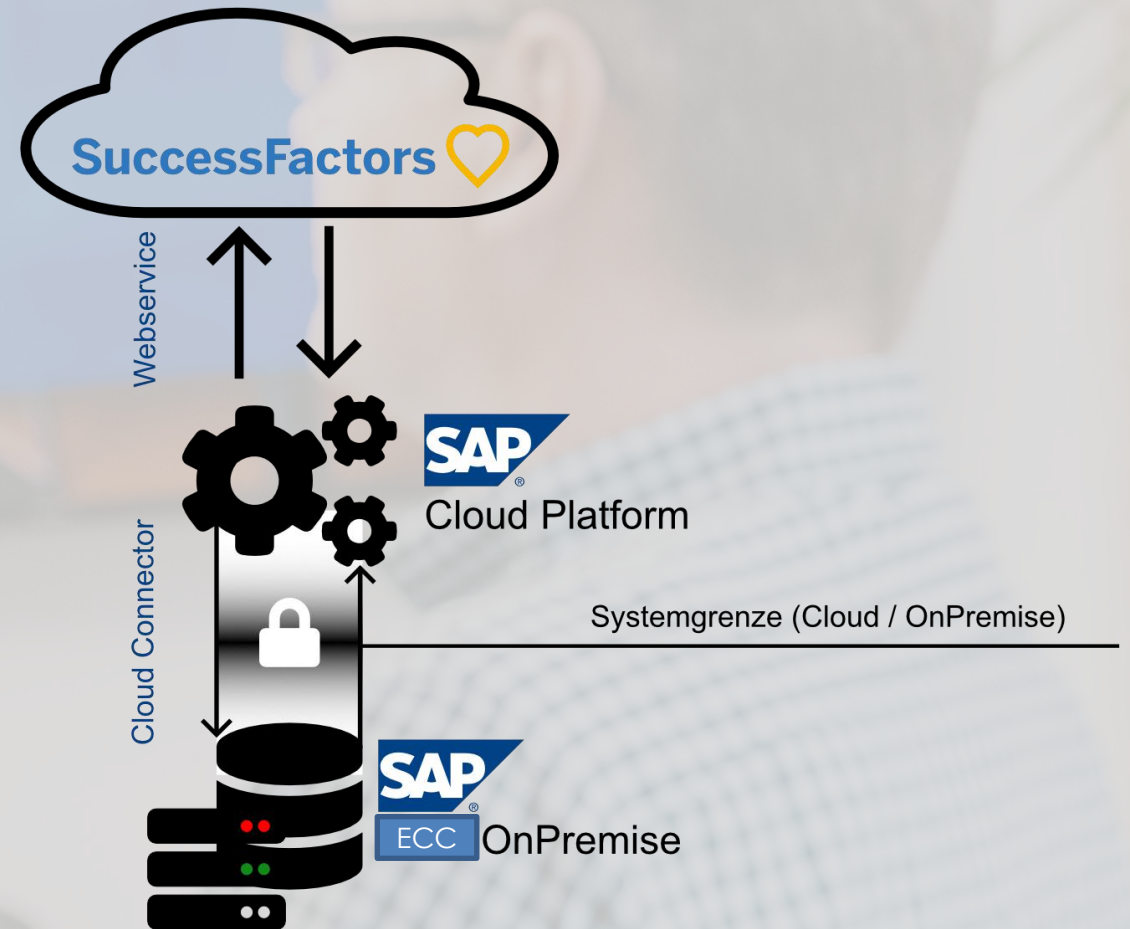 SuccessFactors
Webservice
SAP ®
Cloud Platform
Cloud Connector
Systemgrenze (Cloud / OnPremise)
SAP ®
ECC OnPremise